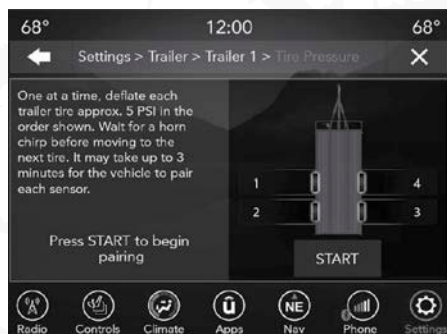 68° 12:00 68°
Settings > Trailer > Trailer 1 > Tire Pressure
One at a time, deflate each
trailer tire approx. 5 PSI in the
order shown. Wait for a horn
chirp before moving to the
next tire. It may take up to 3
minutes for the vehicle to pair
each sensor.
1 4
2 3
Press START to begin
pairing
START
NE
Radio Controls Climate Apps Nav Phone Settings